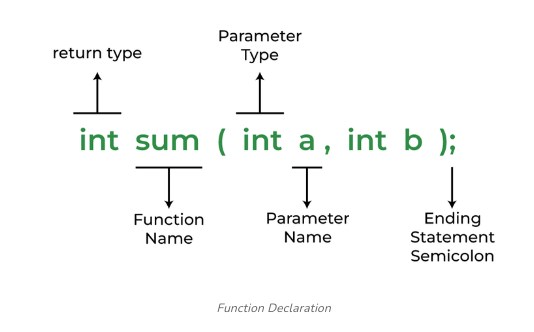 return type
Parameter
Type
int sum ( int a , int b );
Function
Name
Parameter
Name
Ending
Statement
Semicolon
Function Declaration